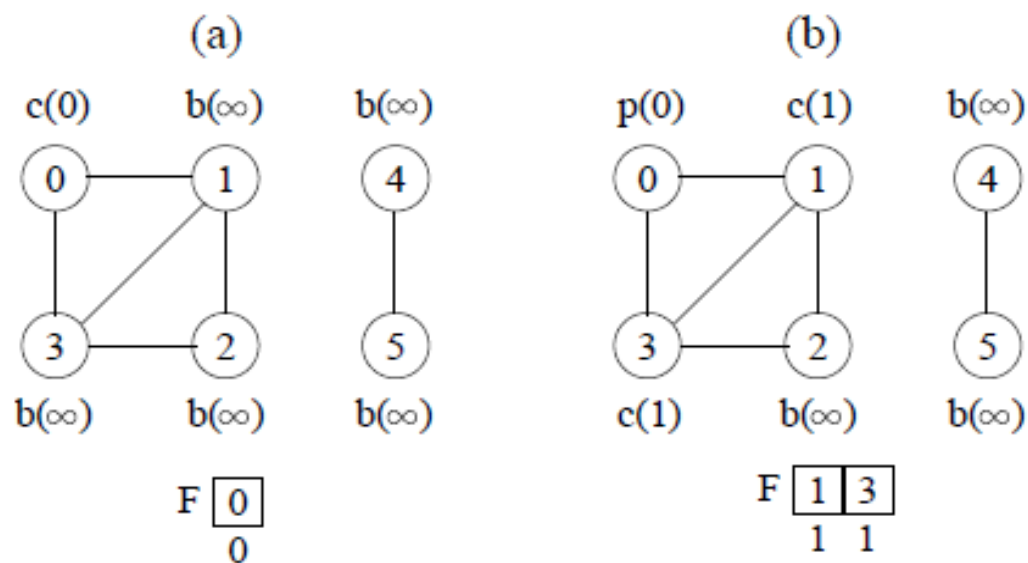 (a) (b)
c(0) b(∞) b(∞) p(0) c(1) b(∞)
0 1 4 0 1 4
3 2 5 3 2 5
b(∞) b(∞) b(∞) c(1) b(∞) b(∞)
F 0 F 1 3
0 1 1